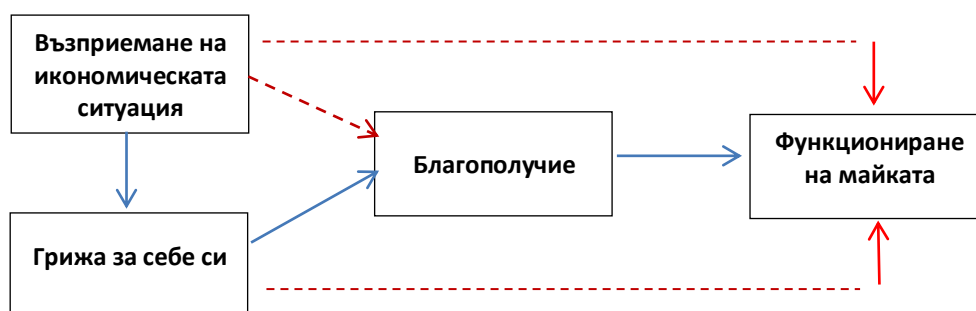 Възприемане на
икономическата
ситуация
Благополучие
Функциониране
на майката
Грижа за себе си